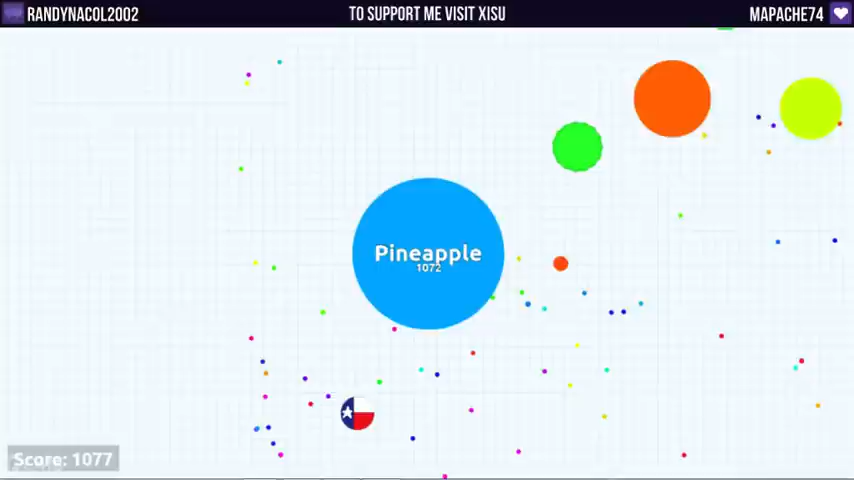 RANDYNACOL2002
TO SUPPORT ME VISIT XISU
MAPACHE74
Pineapple
1072
Score: 1077